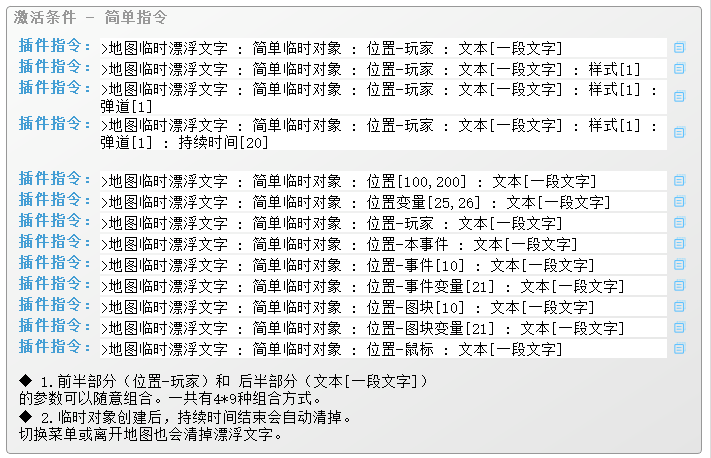 激活条件 - 简单指令
插件指令： >地图临时漂浮文字 : 简单临时对象 : 位置-玩家 : 文本[一段文字]
插件指令： >地图临时漂浮文字 : 简单临时对象 : 位置-玩家 : 文本[一段文字] : 样式[1]
插件指令： >地图临时漂浮文字 : 简单临时对象 : 位置-玩家 : 文本[一段文字] : 样式[1] :
弹道[1]
插件指令： >地图临时漂浮文字 : 简单临时对象 : 位置-玩家 : 文本[一段文字] : 样式[1] :
弹道[1] : 持续时间[20]
插件指令： >地图临时漂浮文字 : 简单临时对象 : 位置[100,200] : 文本[一段文字]
插件指令： >地图临时漂浮文字 : 简单临时对象 : 位置变量[25,26] : 文本[一段文字]
插件指令： >地图临时漂浮文字 : 简单临时对象 : 位置-玩家 : 文本[一段文字]
插件指令： >地图临时漂浮文字 : 简单临时对象 : 位置-本事件 : 文本[一段文字]
插件指令： >地图临时漂浮文字 : 简单临时对象 : 位置-事件[10] : 文本[一段文字]
插件指令： >地图临时漂浮文字 : 简单临时对象 : 位置-事件变量[21] : 文本[一段文字]
插件指令： >地图临时漂浮文字 : 简单临时对象 : 位置-图块[10] : 文本[一段文字]
插件指令： >地图临时漂浮文字 : 简单临时对象 : 位置-图块变量[21] : 文本[一段文字]
插件指令： >地图临时漂浮文字 : 简单临时对象 : 位置-鼠标 : 文本[一段文字]
◆ 1.前半部分（位置-玩家）和 后半部分（文本[一段文字]）
的参数可以随意组合。一共有4*9种组合方式。
◆ 2.临时对象创建后，持续时间结束会自动清掉。
切换菜单或离开地图也会清掉漂浮文字。